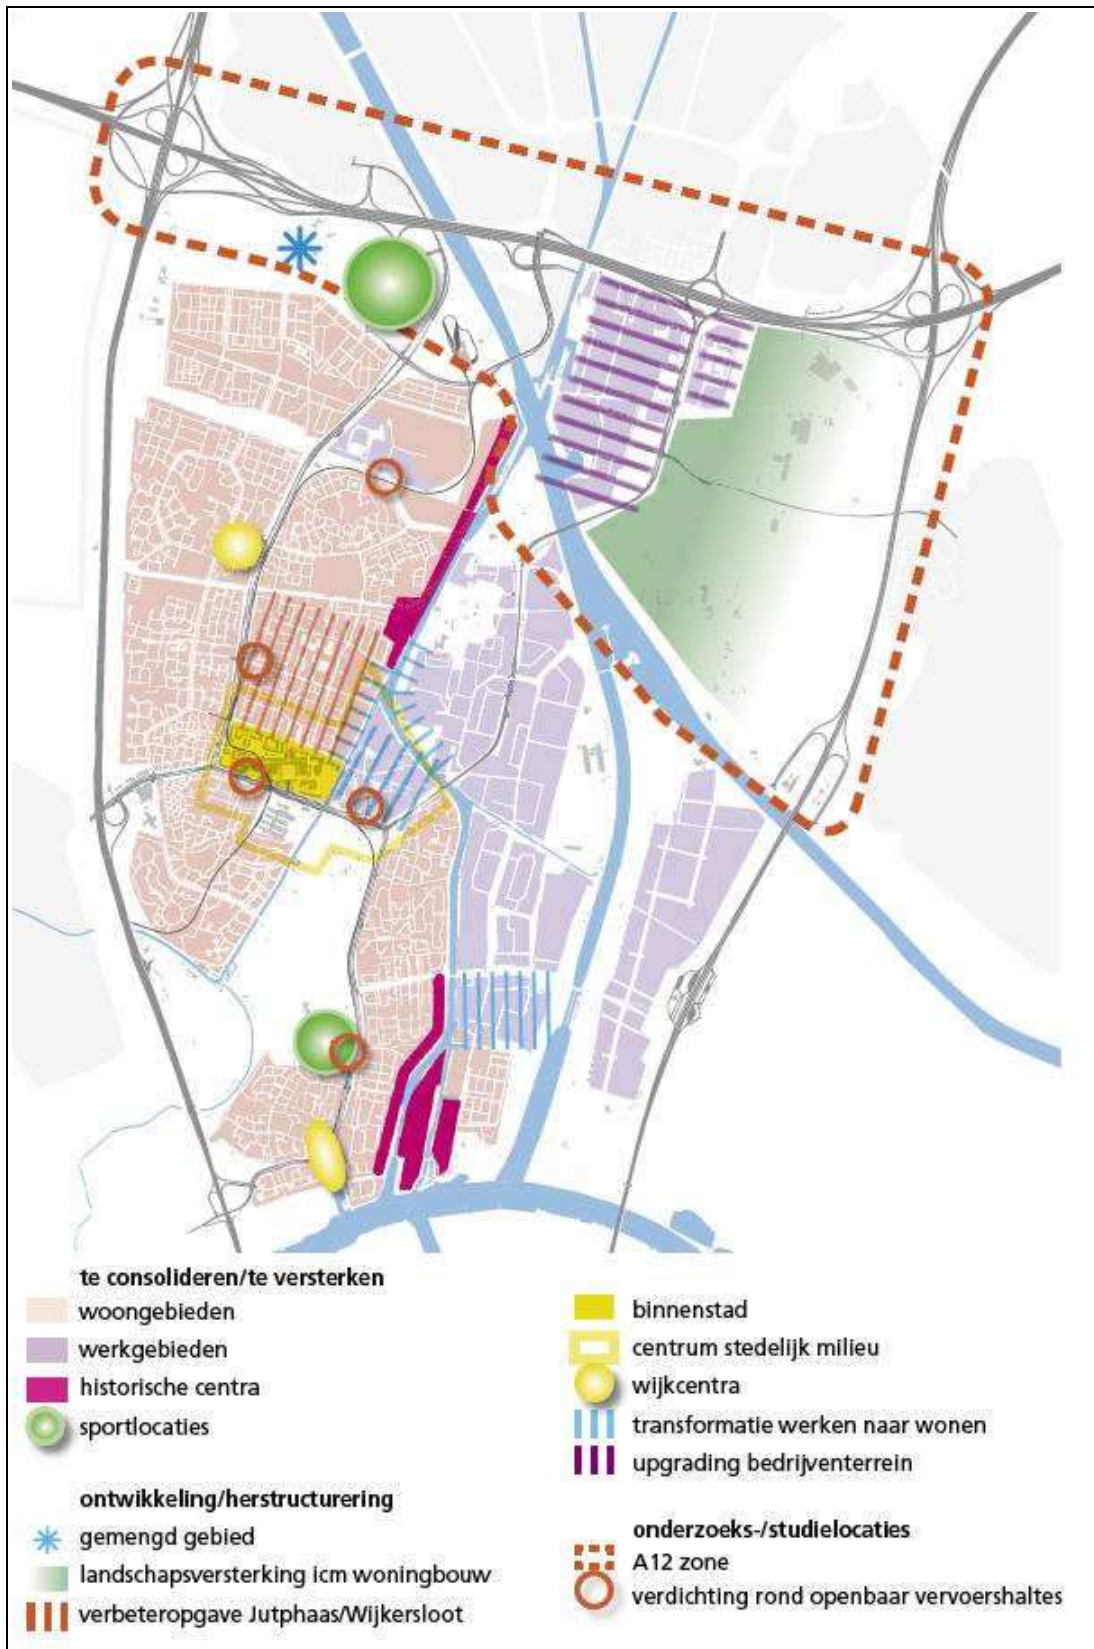 te consolideren/te versterken
woongebieden
werkgebieden
historische centra
sportlocaties
ontwikkeling/herstructurering
gemengd gebied
landschapsversterking icm woningbouw
verbeteropgave Jutphaas/Wijkersloot
binnenstad
centrum stedelijk milieu
wijkcentra
transformatie werken naar wonen
upgrading bedrijventerrein
onderzoeks-/studielocaties
A12 zone
verdichting rond openbaar vervoershaltes